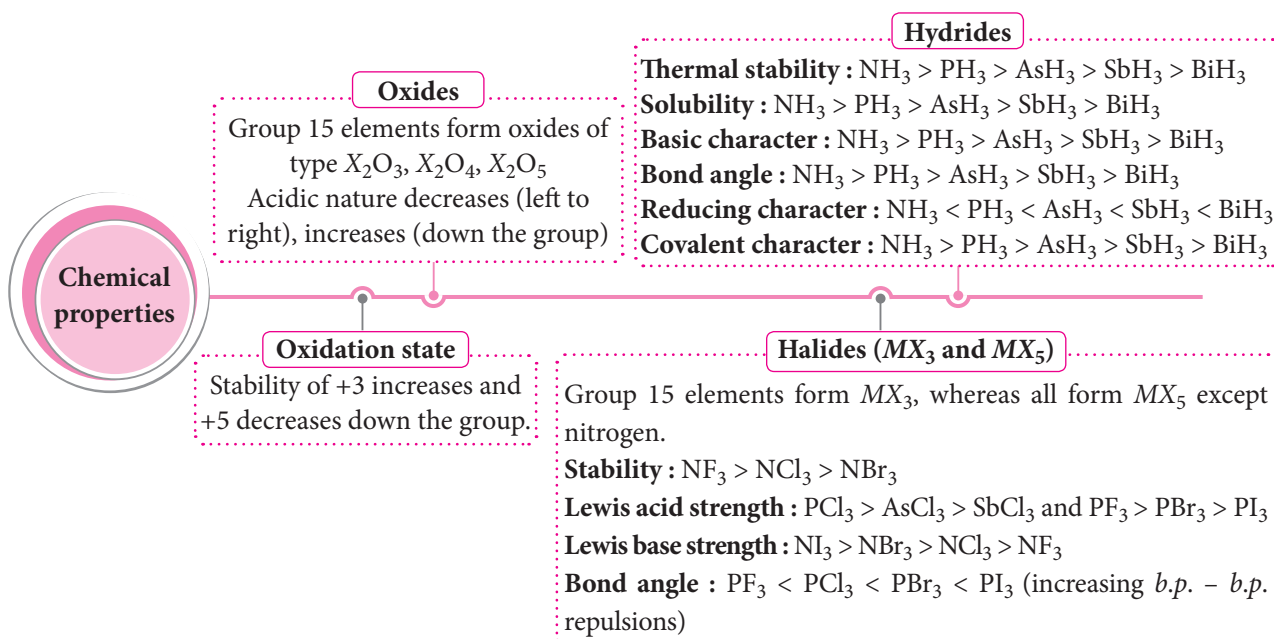 Chemical
properties
Oxides
Group 15 elements form oxides of
type X₂O₃, X₂O₄, X₂O₅
Acidic nature decreases (left to
right), increases (down the group)
Hydrides
Thermal stability : NH₃ > PH₃ > AsH₃ > SbH₃ > BiH₃
Solubility : NH₃ > PH₃ > AsH₃ > SbH₃ > BiH₃
Basic character : NH₃ > PH₃ > AsH₃ > SbH₃ > BiH₃
Bond angle : NH₃ > PH₃ > AsH₃ > SbH₃ > BiH₃
Reducing character : NH₃ < PH₃ < AsH₃ < SbH₃ < BiH₃
Covalent character : NH₃ > PH₃ > AsH₃ > SbH₃ > BiH₃
Oxidation state
Stability of +3 increases and
+5 decreases down the group.
Halides (MX₃ and MX₅)
Group 15 elements form MX₃, whereas all form MX₅ except
nitrogen.
Stability : NF₃ > NCl₃ > NBr₃
Lewis acid strength : PCl₃ > AsCl₃ > SbCl₃ and PF₃ > PBr₃ > PI₃
Lewis base strength : NI₃ > NBr₃ > NCl₃ > NF₃
Bond angle : PF₃ < PCl₃ < PBr₃ < PI₃ (increasing b.p. – b.p.
repulsions)